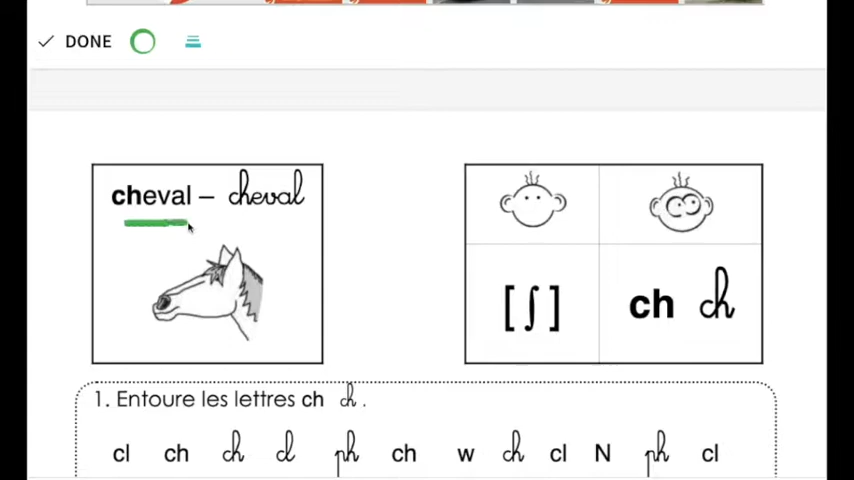 DONE
cheval – cheval
[ʃ] ch ch
1. Entoure les lettres ch ch .
cl ch ch cl ph ch w ch cl N ph cl